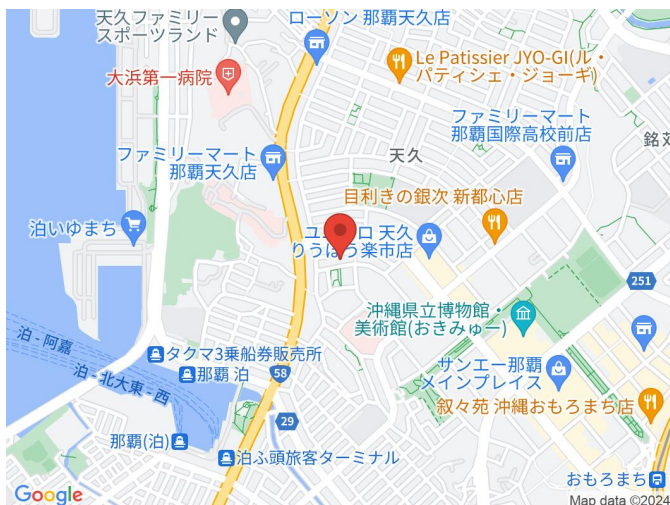 天久ファミリー
スポーツランド
ローソン 那覇天久店
Le Patissier JYO-GI(ル・
パティシェ・ジョーギ)
大浜第一病院
ファミリーマート
那覇国際高校前店
銘苅
天久
ファミリーマート
那覇天久店
目利きの銀次 新都心店
泊いゆまち
ユ
ロ 天久
りうぼう楽市店
251
沖縄県立博物館・
美術館(おきみゅー)
泊 - 阿嘉
タクマ3乗船券販売所
泊 - 北大東 - 西
那覇 泊
58
サンエー那覇
メインプレイス
叙々苑 沖縄おもろまち店
29
那覇(泊)
泊ふ頭旅客ターミナル
おもろまち
Google
Map data ©2024